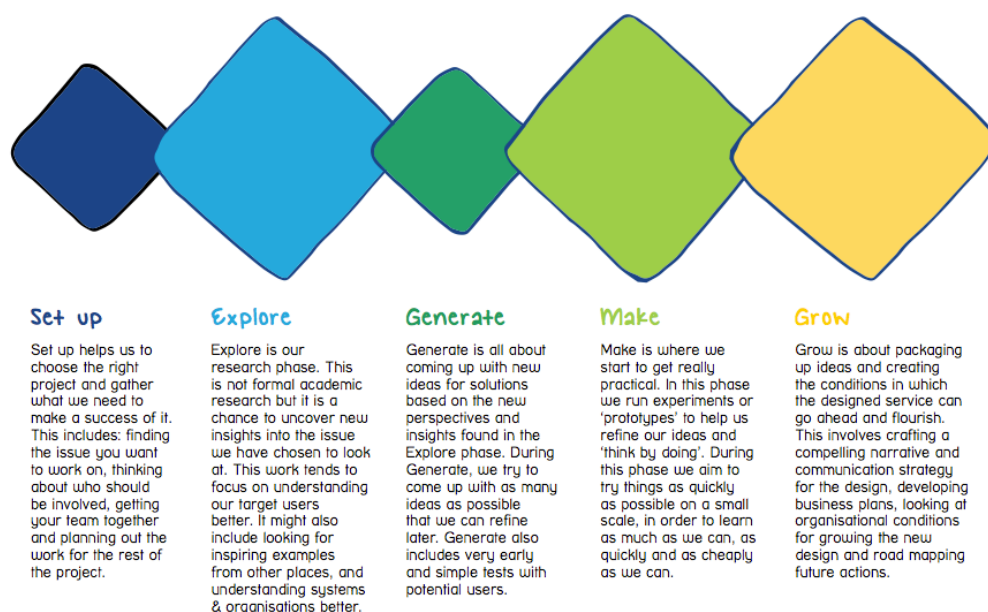 Set up
Set up helps us to
choose the right
project and gather
what we need to
make a success of it.
This includes: finding
the issue you want
to work on, thinking
about who should
be involved, getting
your team together
and planning out the
work for the rest of
the project.
Explore
Explore is our
research phase. This
is not formal academic
research but it is a
chance to uncover new
insights into the issue
we have chosen to look
at. This work tends to
focus on understanding
our target users
better. It might also
include looking for
inspiring examples
from other places, and
understanding systems
& organisations better.
Generate
Generate is all about
coming up with new
ideas for solutions
based on the new
perspectives and
insights found in the
Explore phase. During
Generate, we try to
come up with as many
ideas as possible
that we can refine
later. Generate also
includes very early
and simple tests with
potential users.
Make
Make is where we
start to get really
practical. In this phase
we run experiments or
'prototypes' to help us
refine our ideas and
'think by doing'. During
this phase we aim to
try things as quickly
as possible on a small
scale, in order to learn
as much as we can, as
quickly and as cheaply
as we can.
Grow
Grow is about packaging
up ideas and creating
the conditions in which
the designed service can
go ahead and flourish.
This involves crafting a
compelling narrative and
communication strategy
for the design, developing
business plans, looking at
organisational conditions
for growing the new
design and road mapping
future actions.